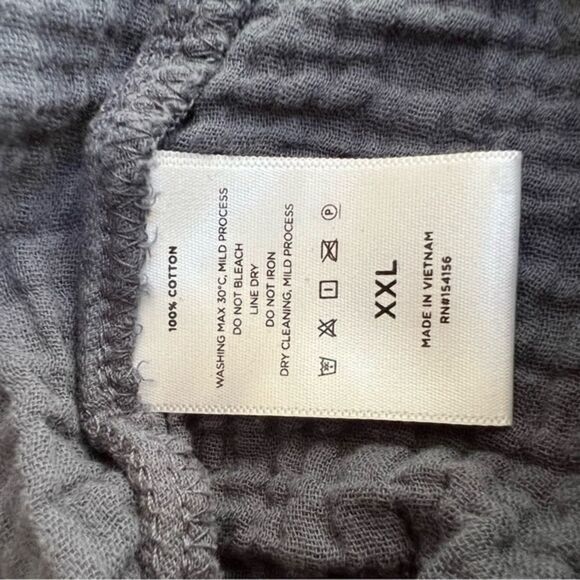 100% COTTON
WASHING MAX 30°C, MILD PROCESS
DO NOT BLEACH
LINE DRY
DO NOT IRON
DRY CLEANING, MILD PROCESS
30C P
XXL
MADE IN VIETNAM
RN#154156